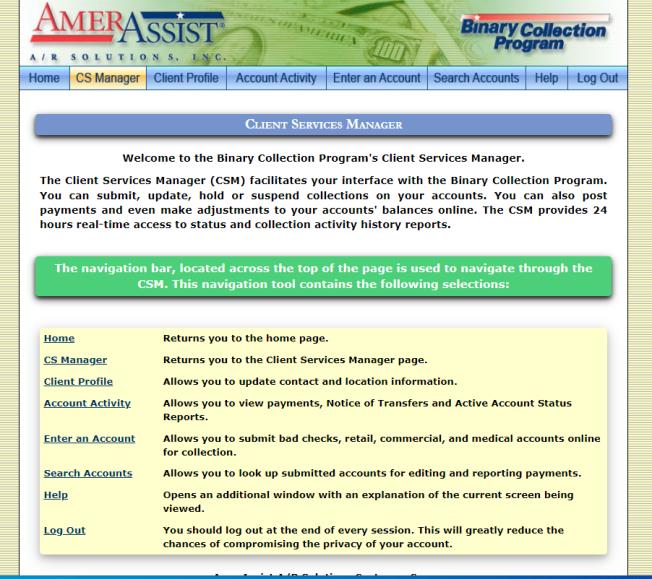 AMERASSIST®
A/R SOLUTIONS, INC.
Binary Collection
Program
Home CS Manager Client Profile Account Activity Enter an Account Search Accounts Help Log Out
CLIENT SERVICES MANAGER
Welcome to the Binary Collection Program's Client Services Manager.
The Client Services Manager (CSM) facilitates your interface with the Binary Collection Program.
You can submit, update, hold or suspend collections on your accounts. You can also post
payments and even make adjustments to your accounts' balances online. The CSM provides 24
hours real-time access to status and collection activity history reports.
The navigation bar, located across the top of the page is used to navigate through the
CSM. This navigation tool contains the following selections:
Home Returns you to the home page.
CS Manager Returns you to the Client Services Manager page.
Client Profile Allows you to update contact and location information.
Account Activity Allows you to view payments, Notice of Transfers and Active Account Status
Reports.
Enter an Account Allows you to submit bad checks, retail, commercial, and medical accounts online
for collection.
Search Accounts Allows you to look up submitted accounts for editing and reporting payments.
Help Opens an additional window with an explanation of the current screen being
viewed.
Log Out You should log out at the end of every session. This will greatly reduce the
chances of compromising the privacy of your account.